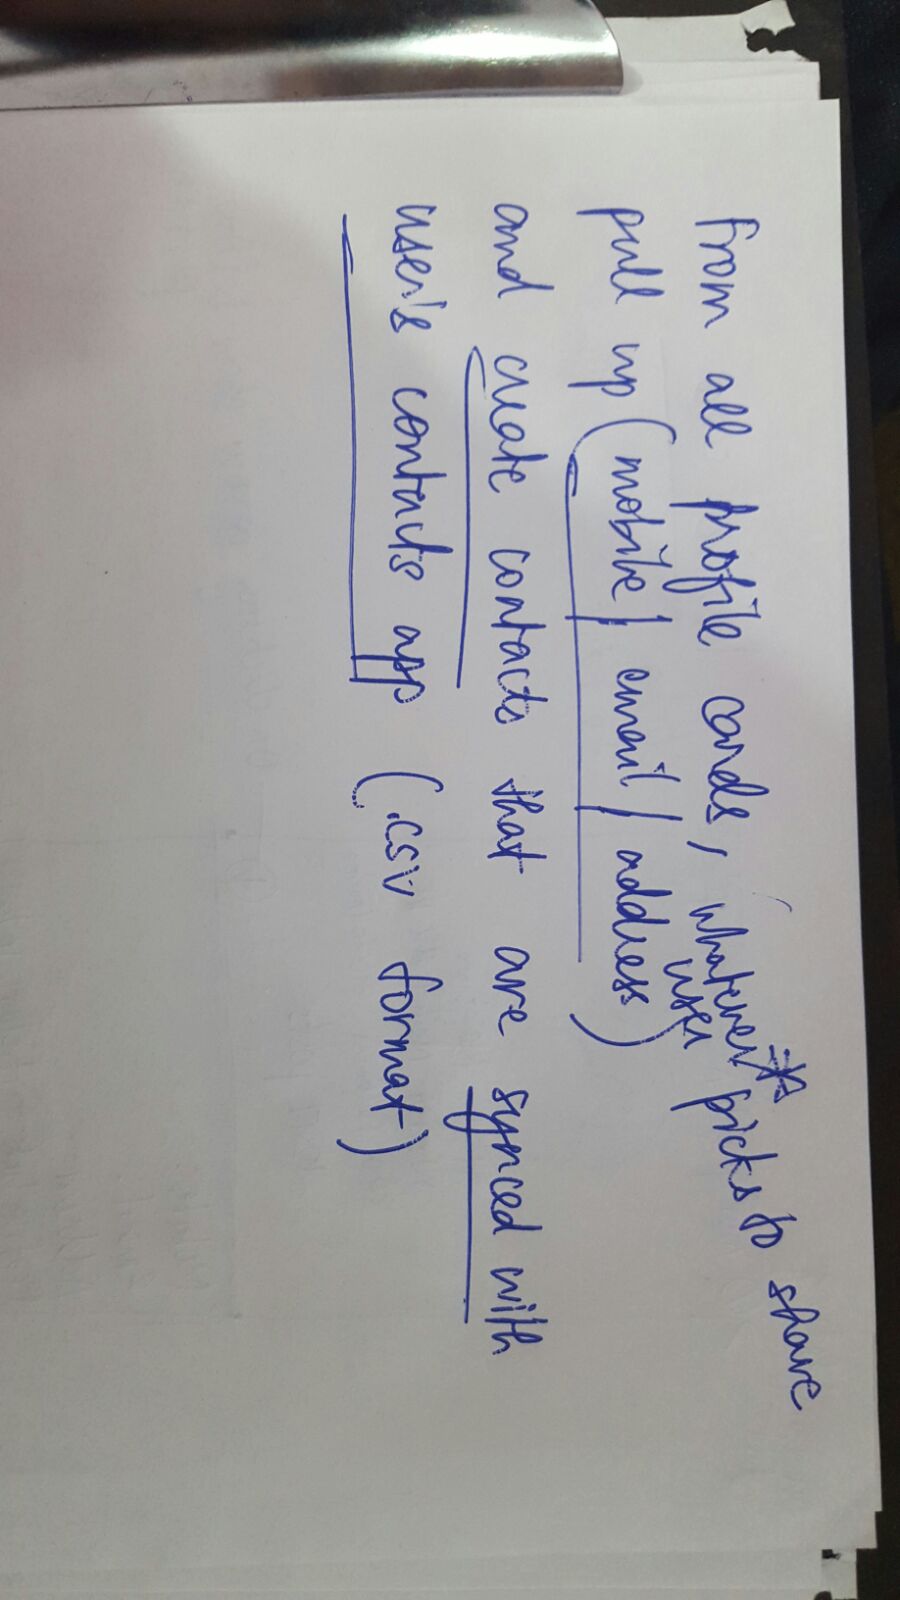 From all profile cards, whatever* user picks to share
pull up (mobile / email / address)
and create contacts that are synced with
user's contacts app (.csv format)